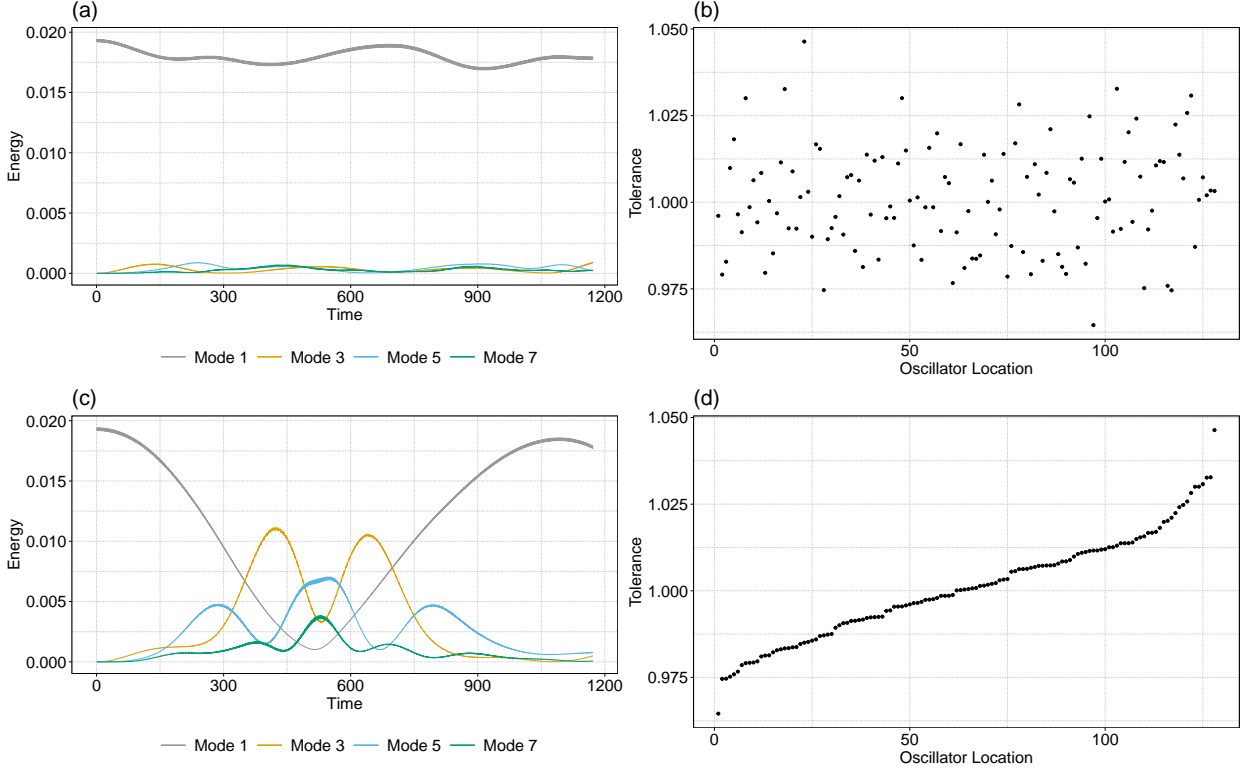 (a)
0.020
0.015
0.010
0.005
0.000
Energy
0 300 600 900 1200
Time
Mode 1 Mode 3 Mode 5 Mode 7
(b)
1.050
1.025
1.000
0.975
Tolerance
0 50 100
Oscillator Location
(c)
0.020
0.015
0.010
0.005
0.000
Energy
0 300 600 900 1200
Time
Mode 1 Mode 3 Mode 5 Mode 7
(d)
1.050
1.025
1.000
0.975
Tolerance
0 50 100
Oscillator Location